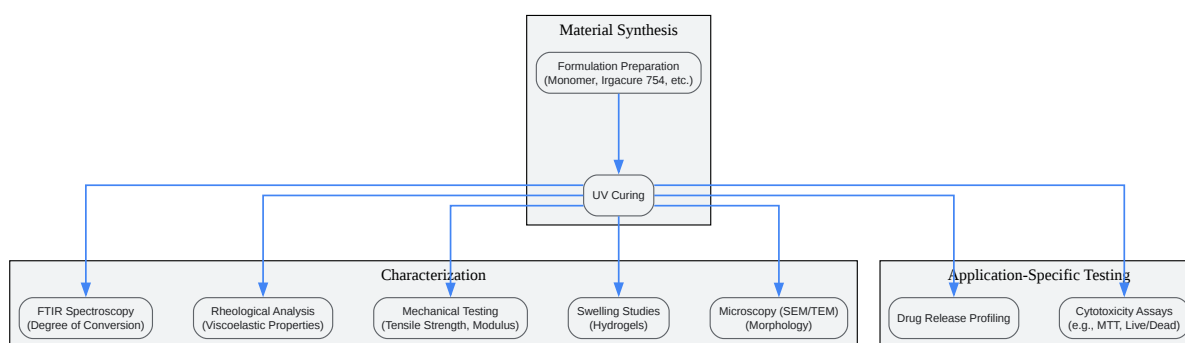 Material Synthesis
Formulation Preparation
(Monomer, Irgacure 754, etc.)
UV Curing
Characterization
FTIR Spectroscopy
(Degree of Conversion)
Rheological Analysis
(Viscoelastic Properties)
Mechanical Testing
(Tensile Strength, Modulus)
Swelling Studies
(Hydrogels)
Microscopy (SEM/TEM)
(Morphology)
Application-Specific Testing
Drug Release Profiling
Cytotoxicity Assays
(e.g., MTT, Live/Dead)